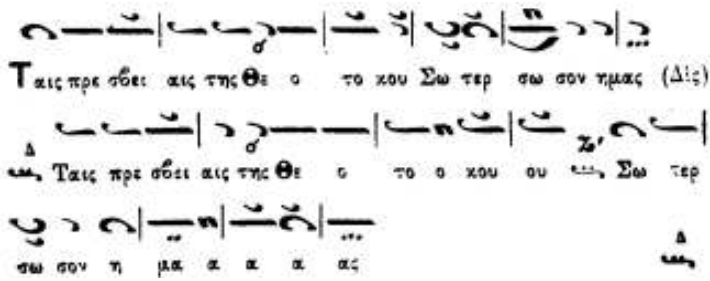 Ταις πρε σβει αις της Θε ο το κου Σω τερ σω σον ημας (Δὶς)
Δ Ταις πρε σβει αις της Θε ο το ο κου ου Ζ' Σω τερ
σω σον η μα α α α ας Δ